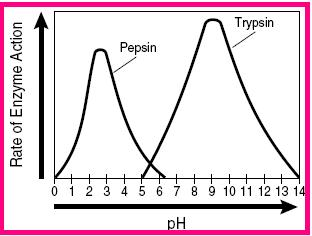 Rate of Enzyme Action
Pepsin
Trypsin
0 1 2 3 4 5 6 7 8 9 10 11 12 13 14
pH